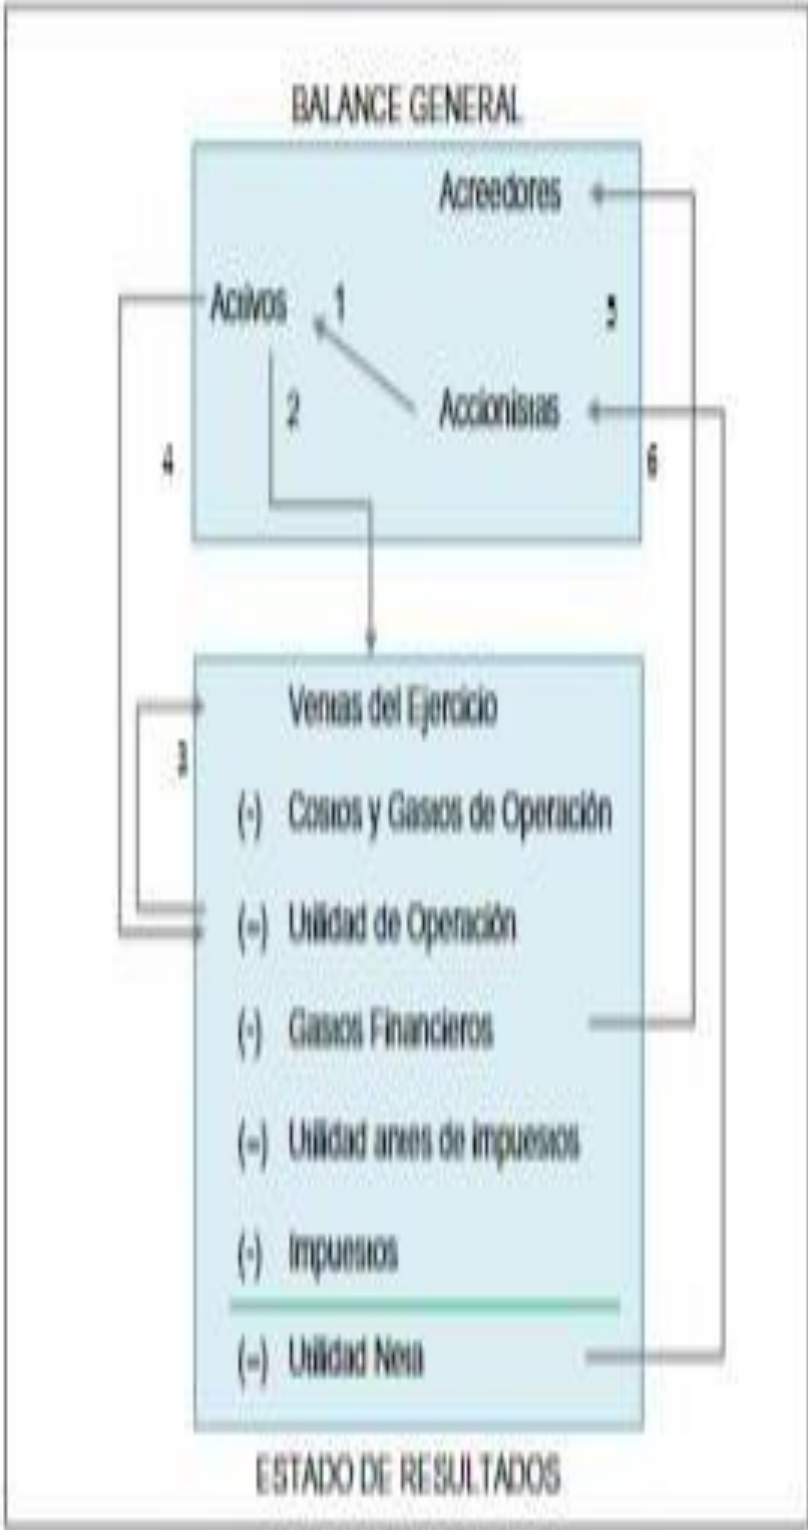 BALANCE GENERAL
Acreedores
Activos 1
5
2
Accionistas
4
6
Ventas del Ejercicio
3
(-) Costos y Gastos de Operación
(=) Utilidad de Operación
(-) Gastos Financieros
(=) Utilidad antes de impuestos
(-) Impuestos
(=) Utilidad Neta
ESTADO DE RESULTADOS